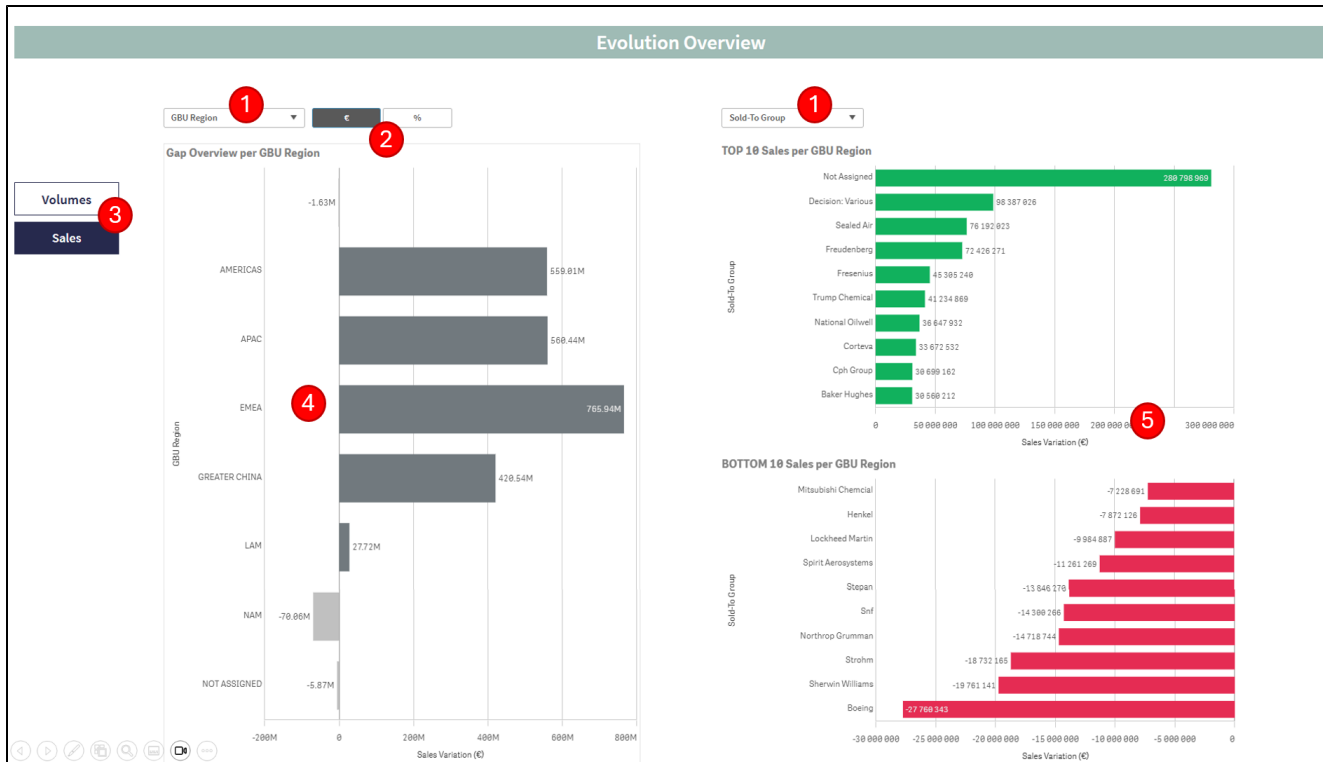 Evolution Overview
GBU Region
1
€
%
2
Sold-To Group
1
Volumes
3
Sales
Gap Overview per GBU Region
GBU Region
-1.63M
AMERICAS
559.01M
APAC
560.44M
EMEA
4
765.94M
GREATER CHINA
420.54M
LAM
27.72M
NAM
-70.06M
NOT ASSIGNED
-5.87M
-200M 0 200M 400M 600M 800M
Sales Variation (€)
TOP 10 Sales per GBU Region
Sold-To Group
Not Assigned 280 798 969
Decision: Various 98 387 026
Sealed Air 76 192 023
Freudenberg 72 426 271
Fresenius 45 305 240
Trump Chemical 41 234 869
National Oilwell 36 647 932
Corteva 33 672 532
Cph Group 30 699 162
Baker Hughes 30 560 212
0 50 000 000 100 000 000 150 000 000 200 000 000 300 000 000
5
Sales Variation (€)
BOTTOM 10 Sales per GBU Region
Sold-To Group
Mitsubishi Chemcial -7 228 691
Henkel -7 872 126
Lockheed Martin -9 984 887
Spirit Aerosystems -11 261 269
Stepan -13 846 270
Snf -14 300 266
Northrop Grumman -14 718 744
Strohm -18 732 165
Sherwin Williams -19 761 141
Boeing -27 760 343
-30 000 000 -25 000 000 -20 000 000 -15 000 000 -10 000 000 -5 000 000 0
Sales Variation (€)